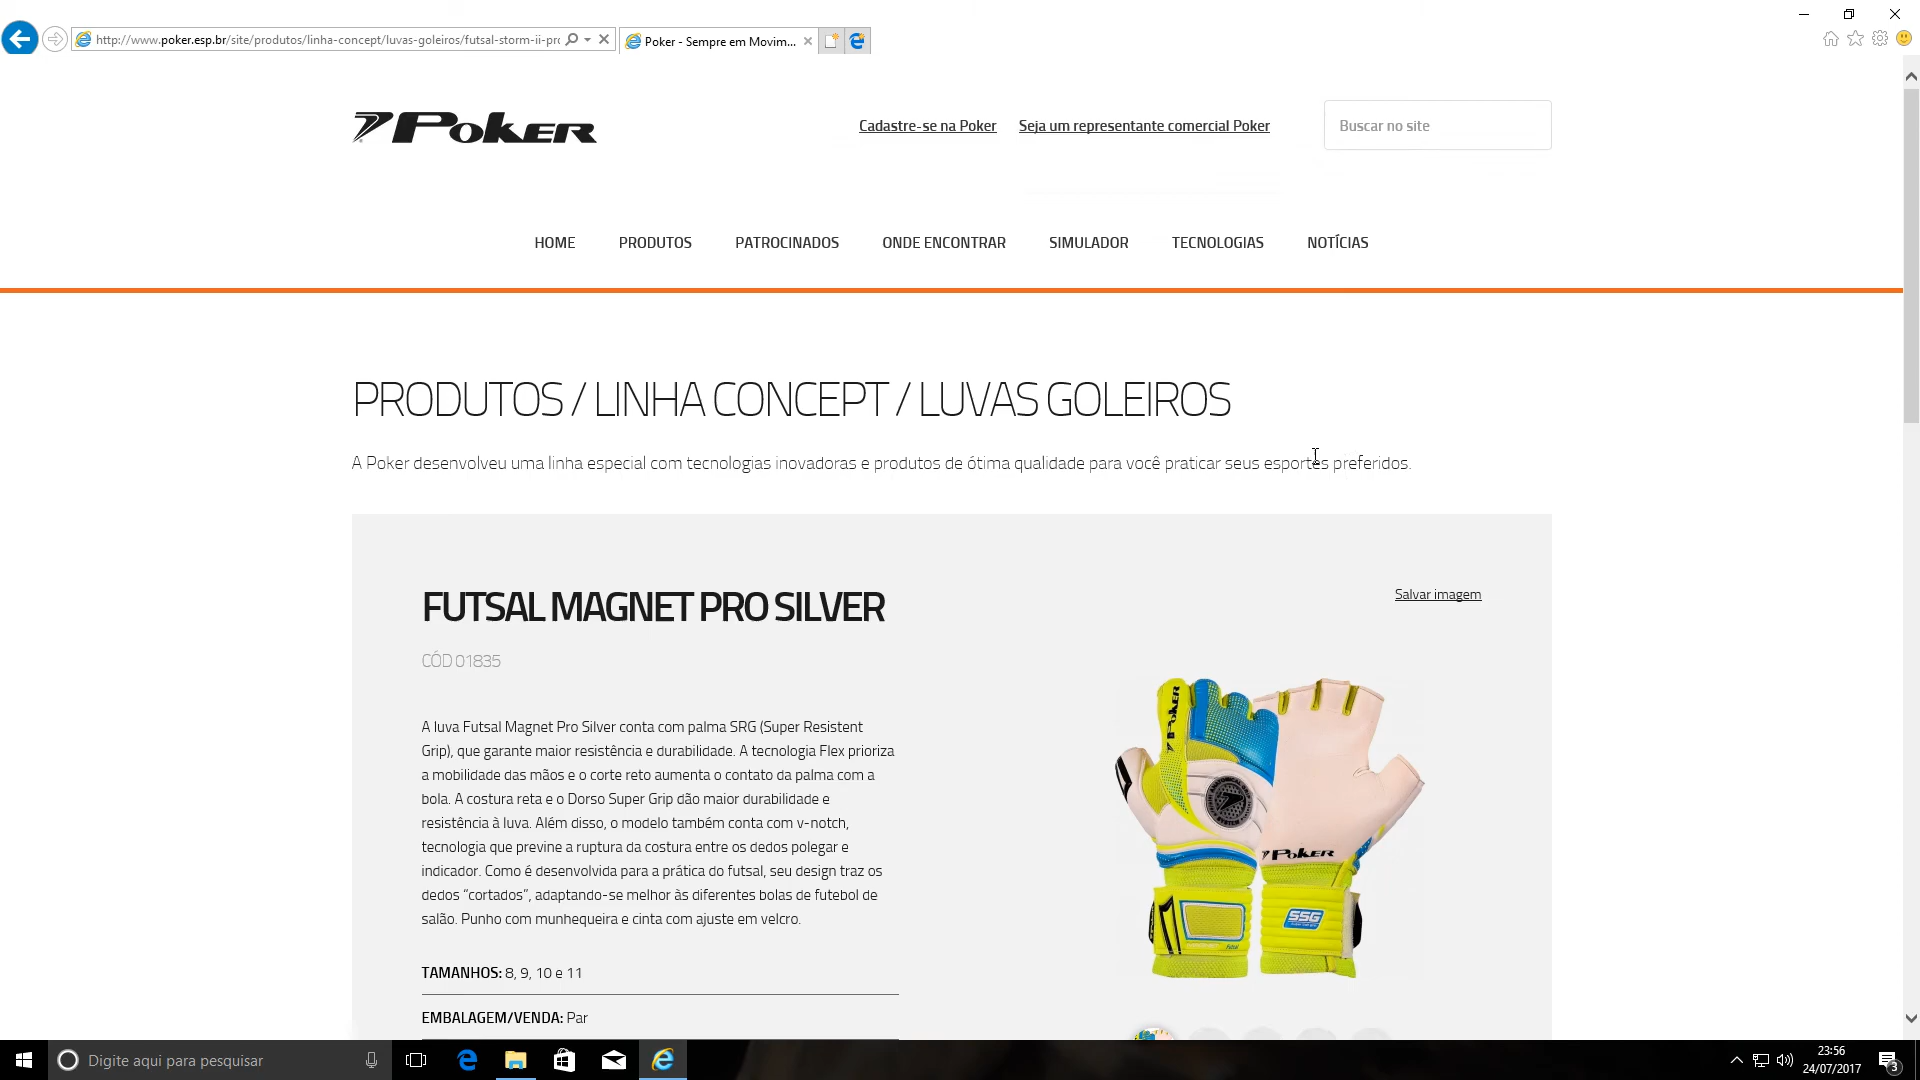 http://www.poker.esp.br/site/produtos/linha-concept/luvas-goleiros/futsal-storm-ii-prc
Poker - Sempre em Movim...
POKER
Cadastre-se na Poker
Seja um representante comercial Poker
Buscar no site
HOME
PRODUTOS
PATROCINADOS
ONDE ENCONTRAR
SIMULADOR
TECNOLOGIAS
NOTÍCIAS
PRODUTOS / LINHA CONCEPT / LUVAS GOLEIROS
A Poker desenvolveu uma linha especial com tecnologias inovadoras e produtos de ótima qualidade para você praticar seus esportes preferidos.
FUTSAL MAGNET PRO SILVER
Salvar imagem
CÓD 01835
A luva Futsal Magnet Pro Silver conta com palma SRG (Super Resistent
Grip), que garante maior resistência e durabilidade. A tecnologia Flex prioriza
a mobilidade das mãos e o corte reto aumenta o contato da palma com a
bola. A costura reta e o Dorso Super Grip dão maior durabilidade e
resistência à luva. Além disso, o modelo também conta com v-notch,
tecnologia que previne a ruptura da costura entre os dedos polegar e
indicador. Como é desenvolvida para a prática do futsal, seu design traz os
dedos “cortados”, adaptando-se melhor às diferentes bolas de futebol de
salão. Punho com munhequeira e cinta com ajuste em velcro.
POKER
POKER
SSG
Futsal
TAMANHOS: 8, 9, 10 e 11
EMBALAGEM/VENDA: Par
Digite aqui para pesquisar
23:56
24/07/2017
3